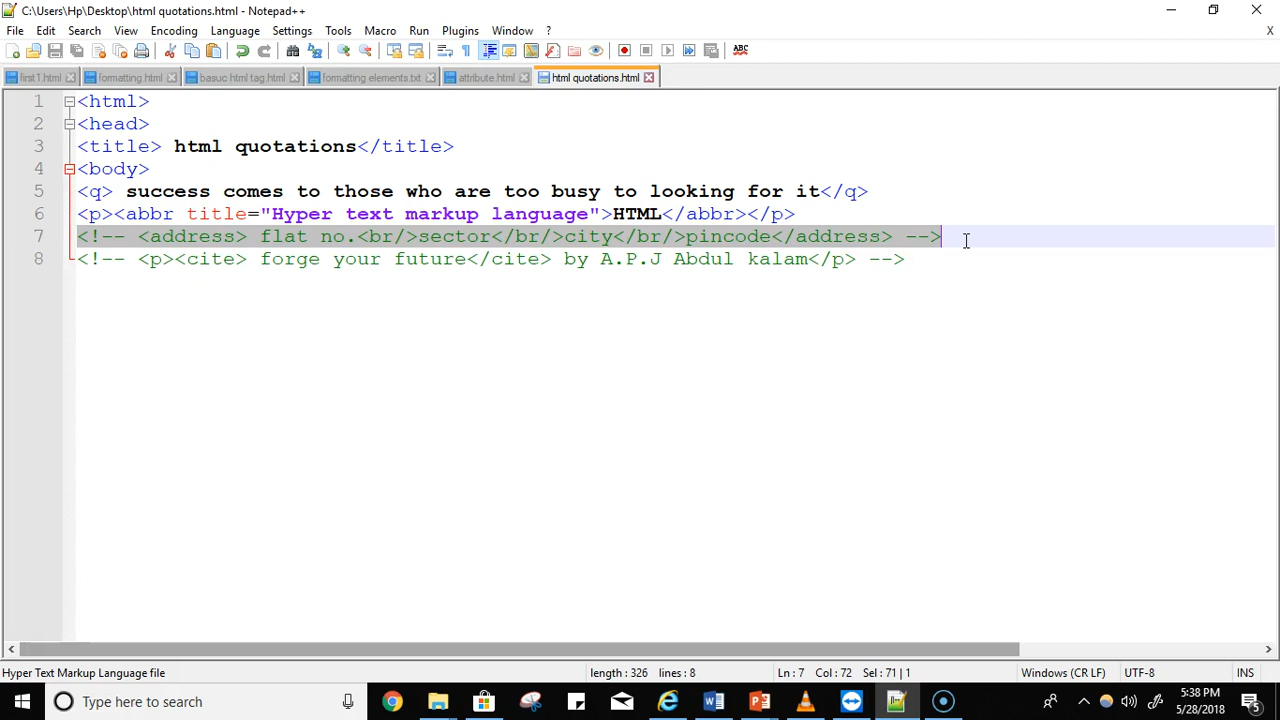 C:\Users\Hp\Desktop\html quotations.html - Notepad++
File Edit Search View Encoding Language Settings Tools Macro Run Plugins Window ? X
first1.html formatting.html basuc html tag.html formatting elements.txt attribute.html html quotations.html
1 <html>
2 <head>
3 <title> html quotations</title>
4 <body>
5 <q> success comes to those who are too busy to looking for it</q>
6 <p><abbr title="Hyper text markup language">HTML</abbr></p>
7 <!-- <address> flat no.<br/>sector</br/>city</br/>pincode</address> -->
8 <!-- <p><cite> forge your future</cite> by A.P.J Abdul kalam</p> -->
Hyper Text Markup Language file length : 326 lines : 8 Ln : 7 Col : 72 Sel : 71 | 1 Windows (CR LF) UTF-8 INS
Type here to search
5:38 PM
5/28/2018
5